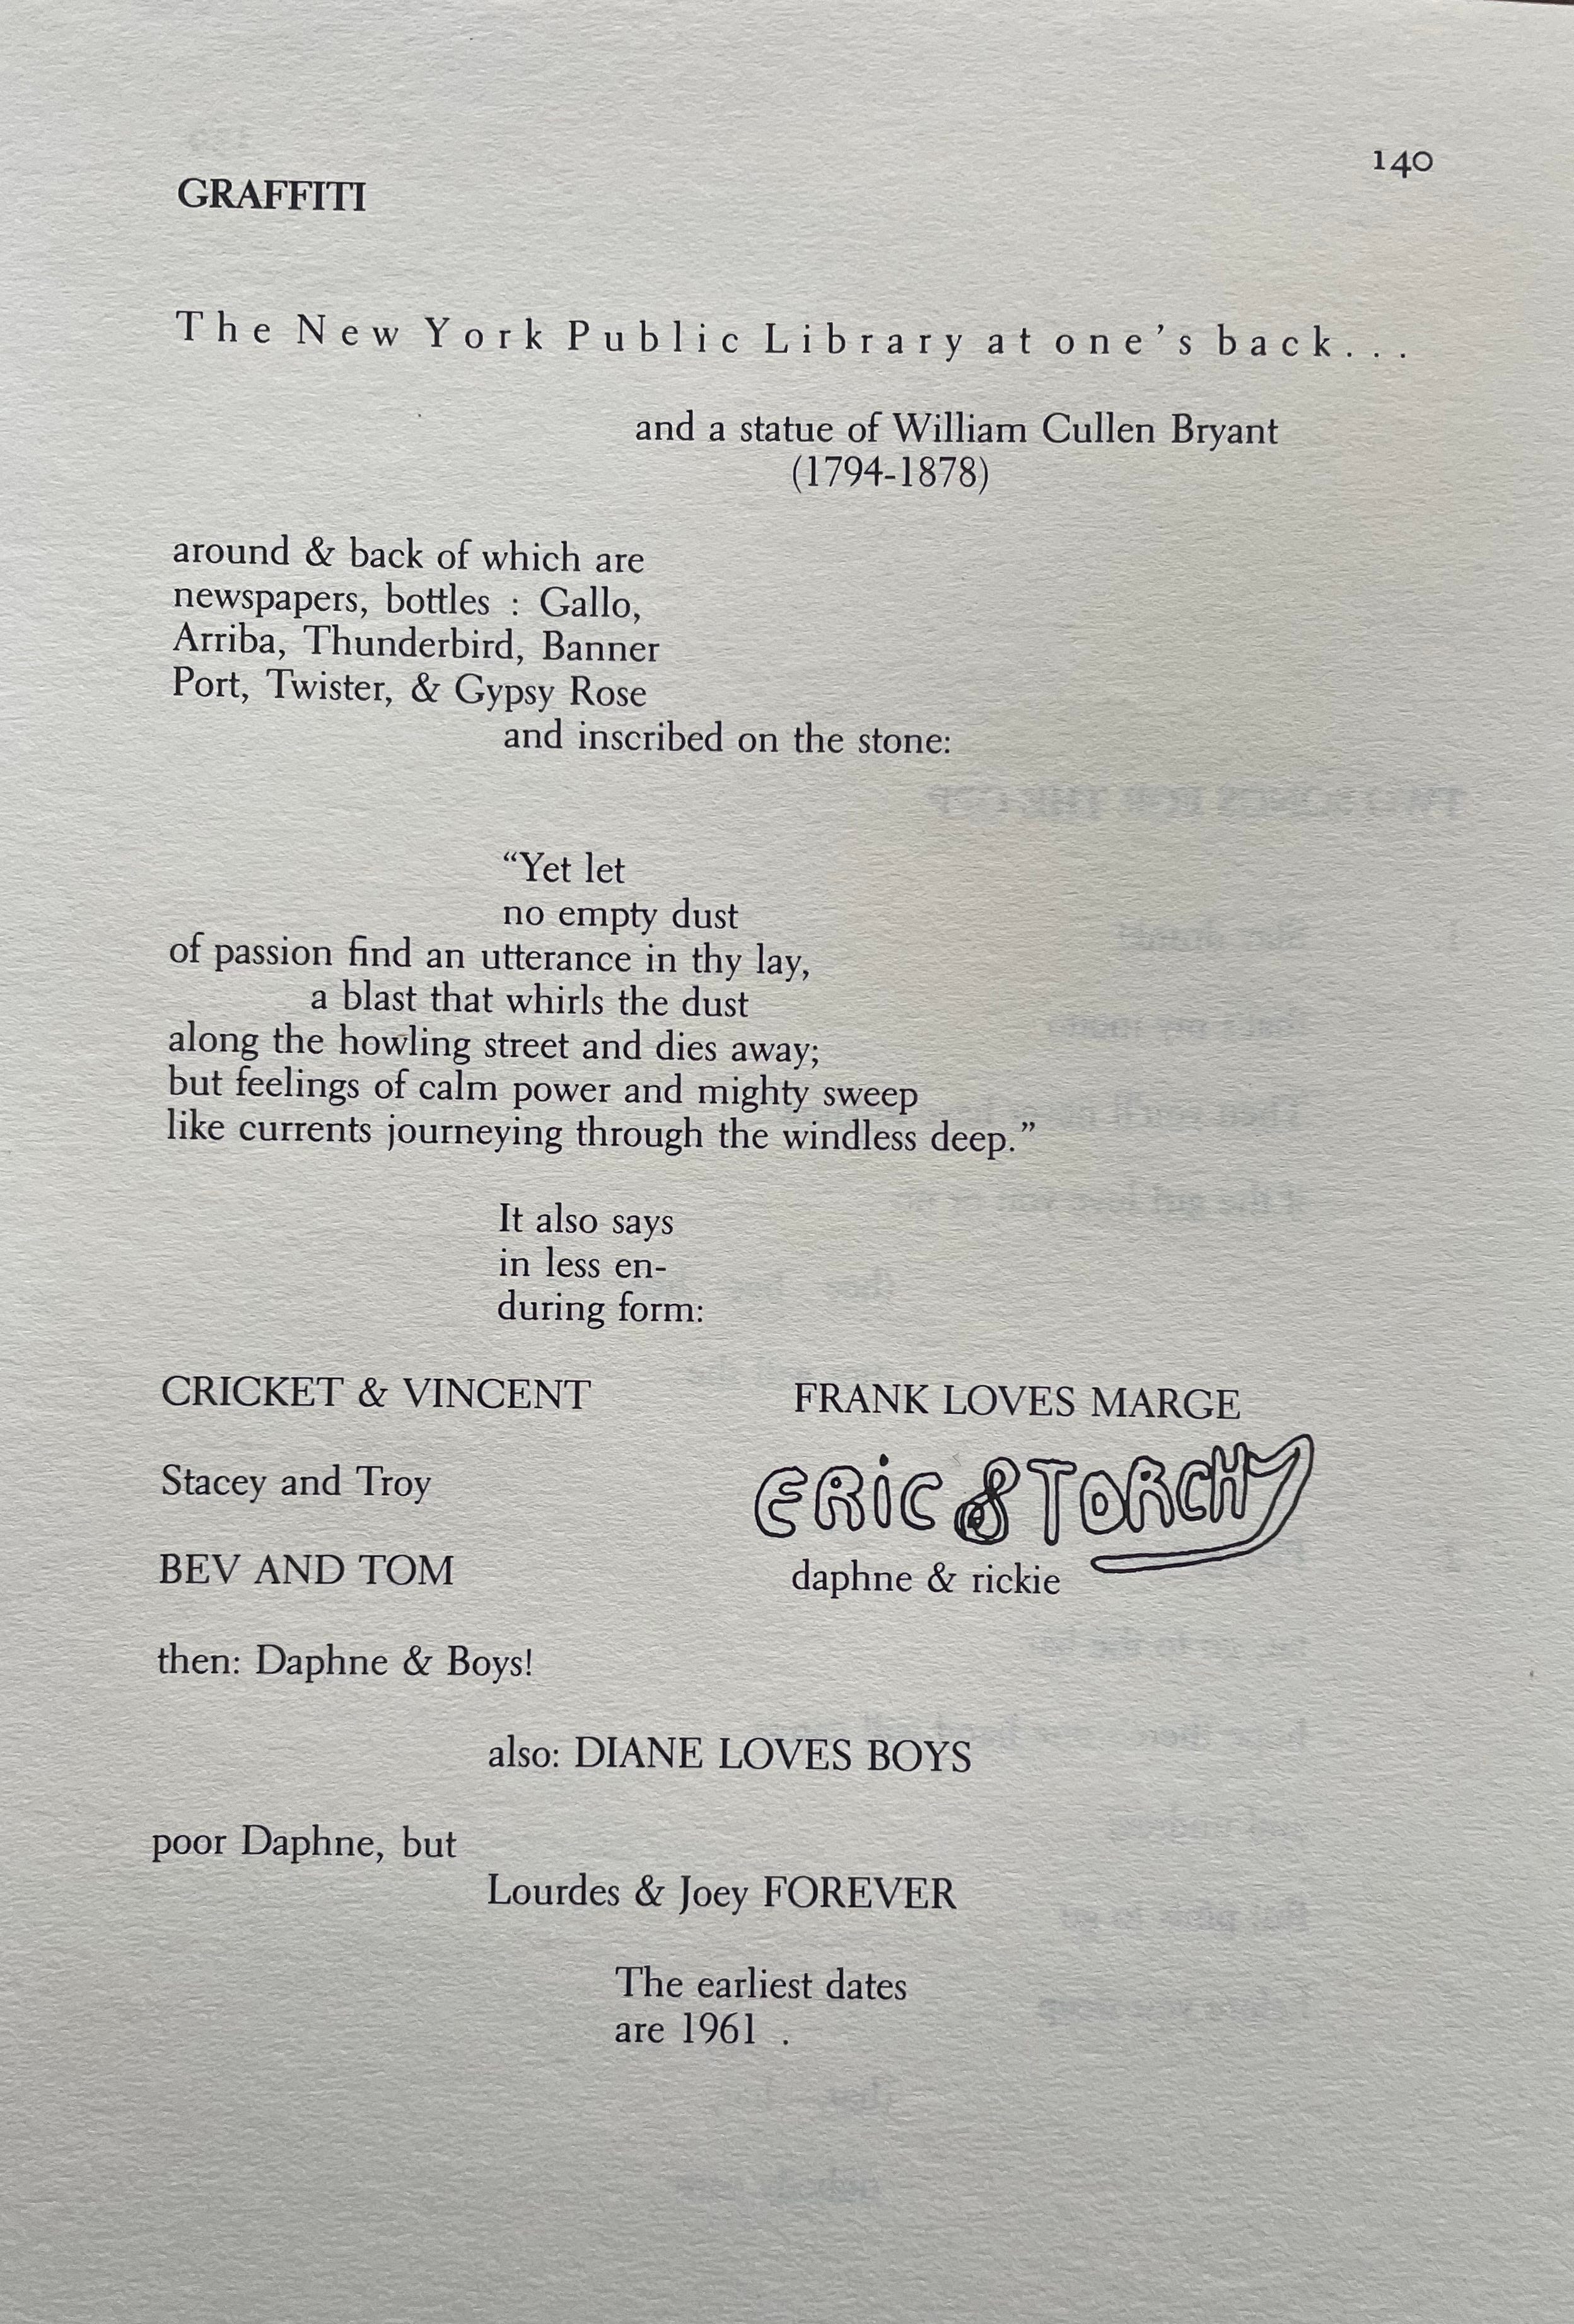 140
GRAFFITI
The New York Public Library at one's back...
and a statue of William Cullen Bryant
(1794-1878)
around & back of which are
newspapers, bottles : Gallo,
Arriba, Thunderbird, Banner
Port, Twister, & Gypsy Rose
and inscribed on the stone:
“Yet let
no empty dust
of passion find an utterance in thy lay,
a blast that whirls the dust
along the howling street and dies away;
but feelings of calm power and mighty sweep
like currents journeying through the windless deep.”
It also says
in less en-
during form:
CRICKET & VINCENT FRANK LOVES MARGE
Stacey and Troy ERIC & TORCHY
BEV AND TOM daphne & rickie
then: Daphne & Boys!
also: DIANE LOVES BOYS
poor Daphne, but
Lourdes & Joey FOREVER
The earliest dates
are 1961 .